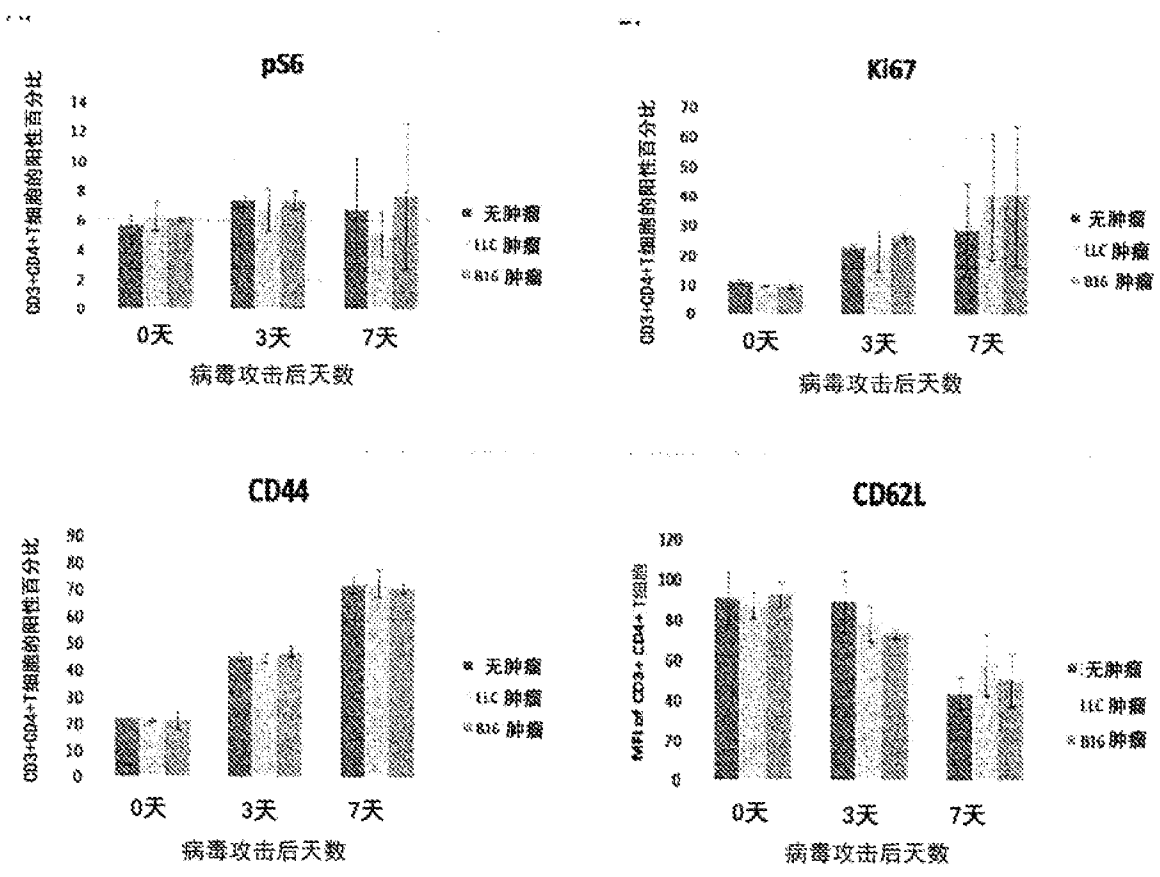 pS6
CD3+CD4+T细胞的阳性百分比
14
12
10
8
6
4
2
0
0天
3天
7天
病毒攻击后天数
无肿瘤
LLC 肿瘤
B16 肿瘤
Ki67
CD3+CD4+T细胞的阳性百分比
70
60
50
40
30
20
10
0
0天
3天
7天
病毒攻击后天数
无肿瘤
LLC 肿瘤
B16 肿瘤
CD44
CD3+CD4+T细胞的阳性百分比
90
80
70
60
50
40
30
20
10
0
0天
3天
7天
病毒攻击后天数
无肿瘤
LLC 肿瘤
B16 肿瘤
CD62L
MFI of CD3+ CD4+ T细胞
120
100
80
60
40
20
0
0天
3天
7天
病毒攻击后天数
无肿瘤
LLC 肿瘤
B16 肿瘤